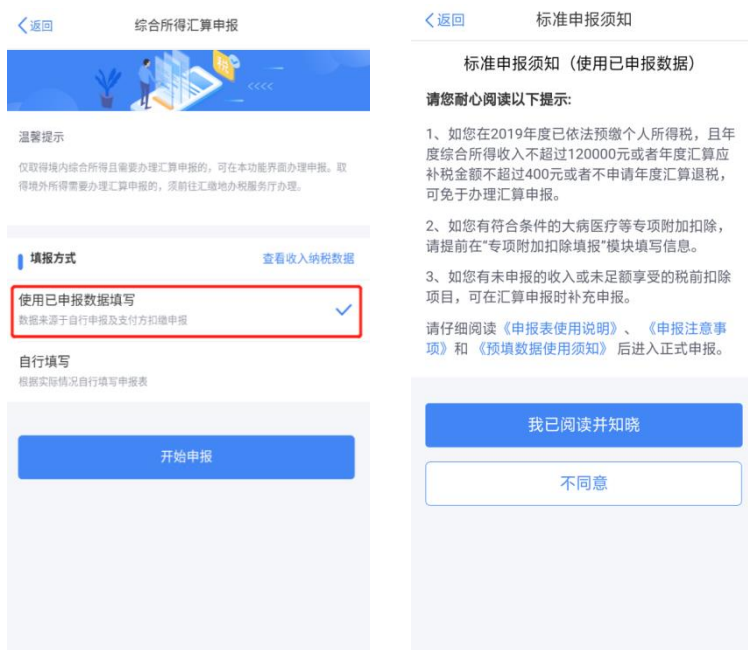 返回
综合所得汇算申报
税
温馨提示
仅取得境内综合所得且需要办理汇算申报的，可在本功能界面办理申报。取
得境外所得需要办理汇算申报的，须前往汇缴地办税服务厅办理。
填报方式
查看收入纳税数据
使用已申报数据填写
数据来源于自行申报及支付方扣缴申报
自行填写
根据实际情况自行填写申报表
开始申报
返回
标准申报须知
标准申报须知（使用已申报数据）
请您耐心阅读以下提示:
1、如您在2019年度已依法预缴个人所得税，且年
度综合所得收入不超过120000元或者年度汇算应
补税金额不超过400元或者不申请年度汇算退税，
可免于办理汇算申报。
2、如您有符合条件的大病医疗等专项附加扣除，
请提前在“专项附加扣除填报”模块填写信息。
3、如您有未申报的收入或未足额享受的税前扣除
项目，可在汇算申报时补充申报。
请仔细阅读《申报表使用说明》、 《申报注意事
项》和 《预填数据使用须知》 后进入正式申报。
我已阅读并知晓
不同意